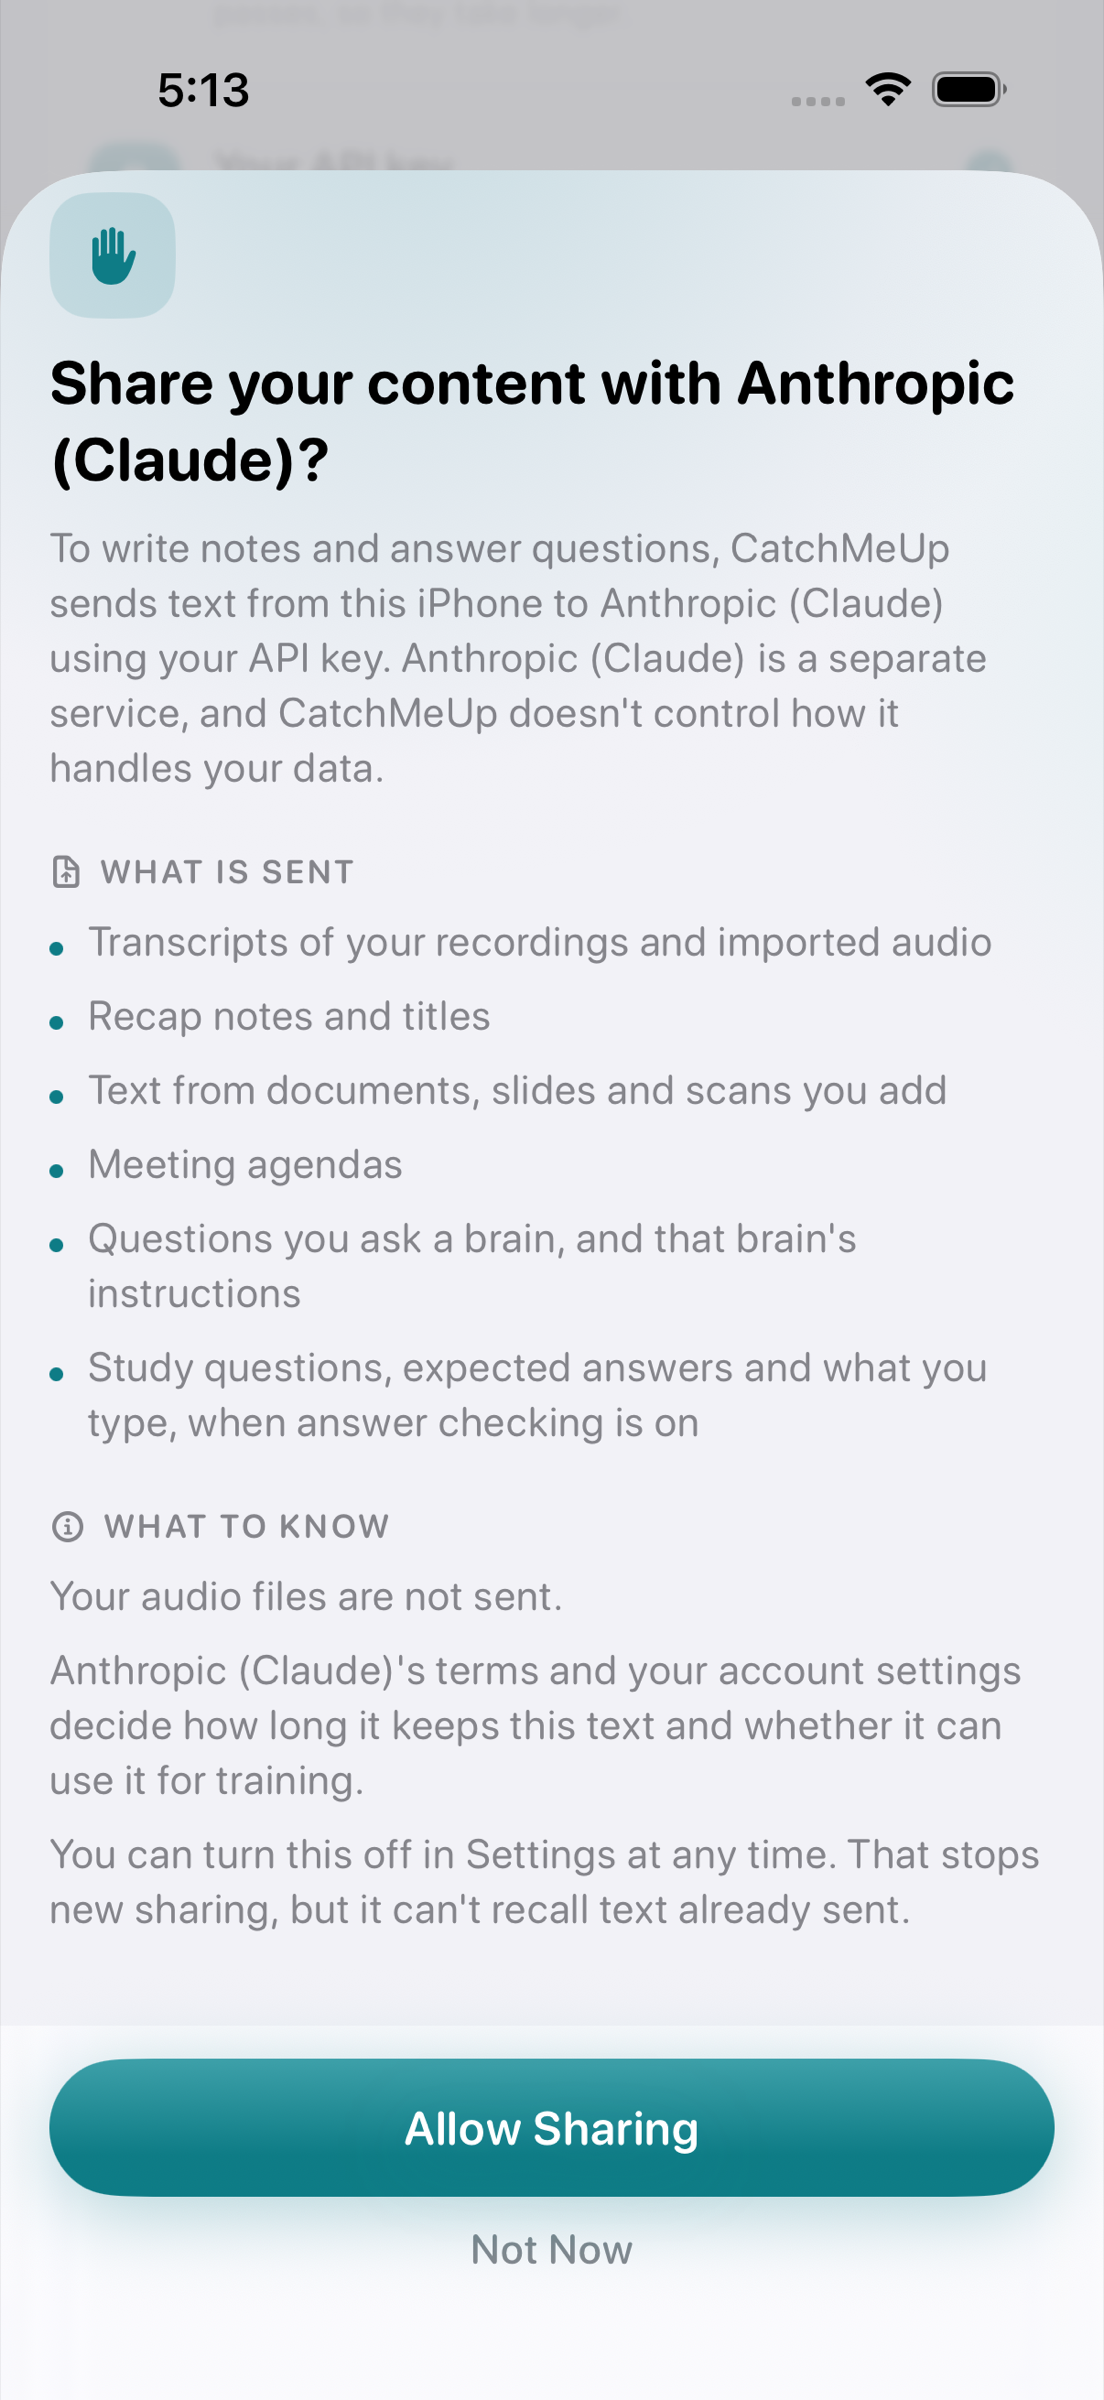 5:13
Share your content with Anthropic
(Claude)?
To write notes and answer questions, CatchMeUp
sends text from this iPhone to Anthropic (Claude)
using your API key. Anthropic (Claude) is a separate
service, and CatchMeUp doesn't control how it
handles your data.
WHAT IS SENT
Transcripts of your recordings and imported audio
Recap notes and titles
Text from documents, slides and scans you add
Meeting agendas
Questions you ask a brain, and that brain's
instructions
Study questions, expected answers and what you
type, when answer checking is on
WHAT TO KNOW
Your audio files are not sent.
Anthropic (Claude)'s terms and your account settings
decide how long it keeps this text and whether it can
use it for training.
You can turn this off in Settings at any time. That stops
new sharing, but it can't recall text already sent.
Allow Sharing
Not Now